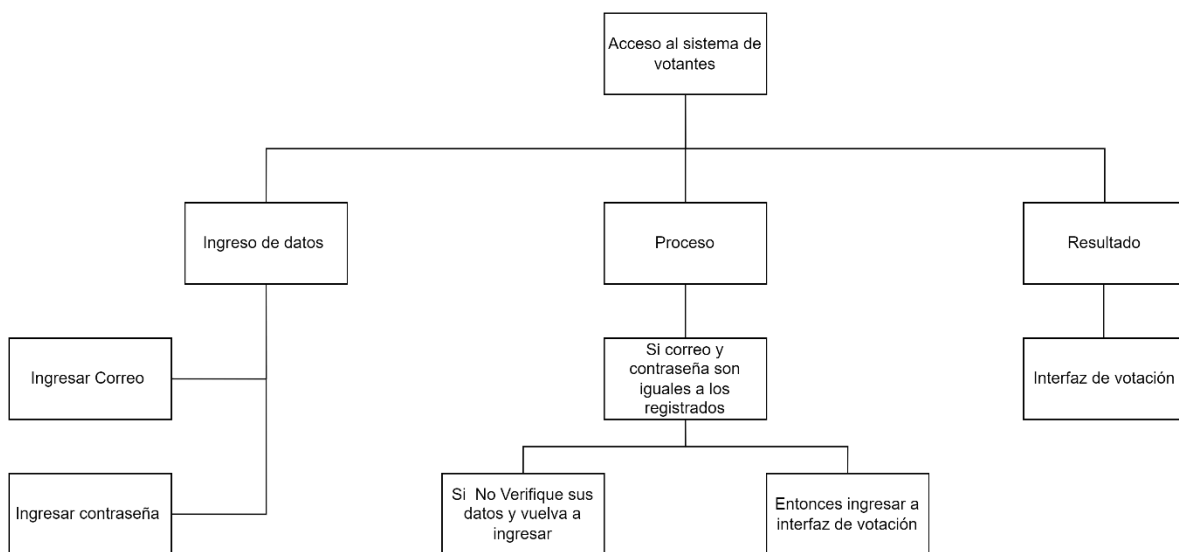 Acceso al sistema de
votantes
Ingreso de datos
Proceso
Resultado
Ingresar Correo
Si correo y
contraseña son
iguales a los
registrados
Interfaz de votación
Ingresar contraseña
Si No Verifique sus
datos y vuelva a
ingresar
Entonces ingresar a
interfaz de votación